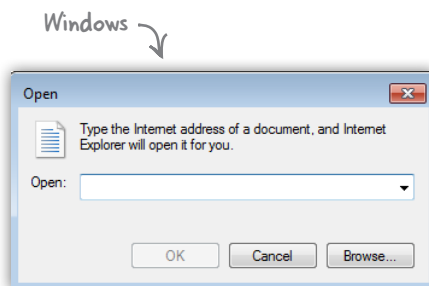 Windows
Open
Type the Internet address of a document, and Internet
Explorer will open it for you.
Open:
OK
Cancel
Browse...